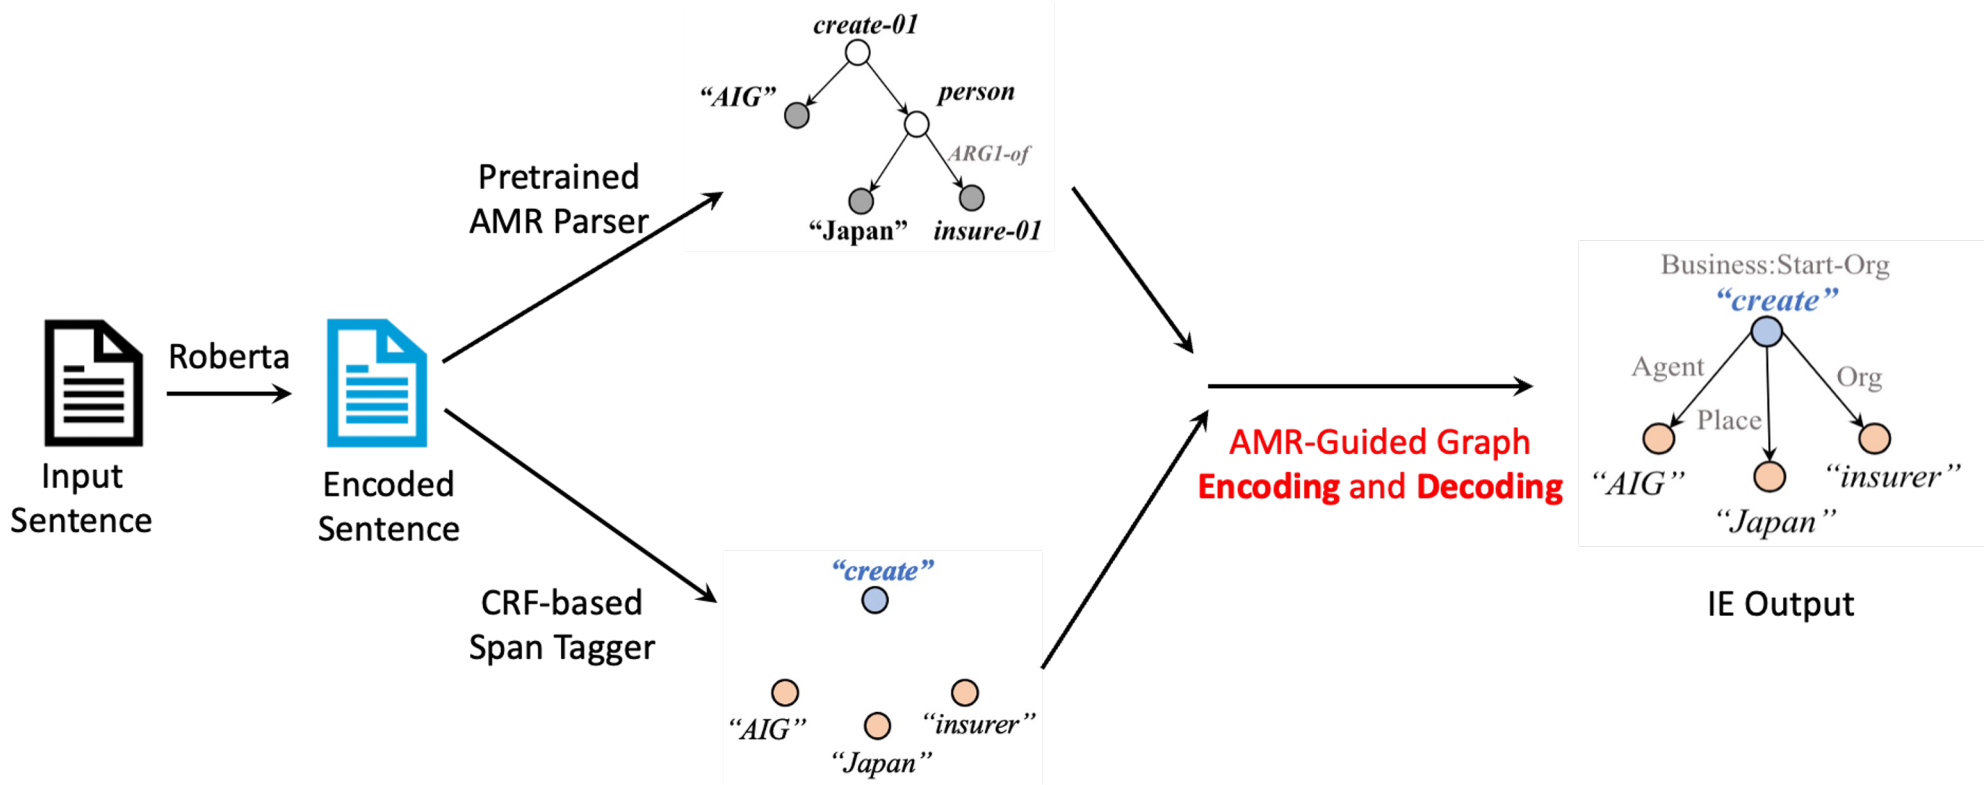 Input
Sentence
Roberta
Encoded
Sentence
Pretrained
AMR Parser
create-01
“AIG”
person
ARG1-of
“Japan”
insure-01
CRF-based
Span Tagger
“create”
“AIG”
“insurer”
“Japan”
AMR-Guided Graph
Encoding and Decoding
Business:Start-Org
“create”
Agent
Org
Place
“AIG”
“insurer”
“Japan”
IE Output